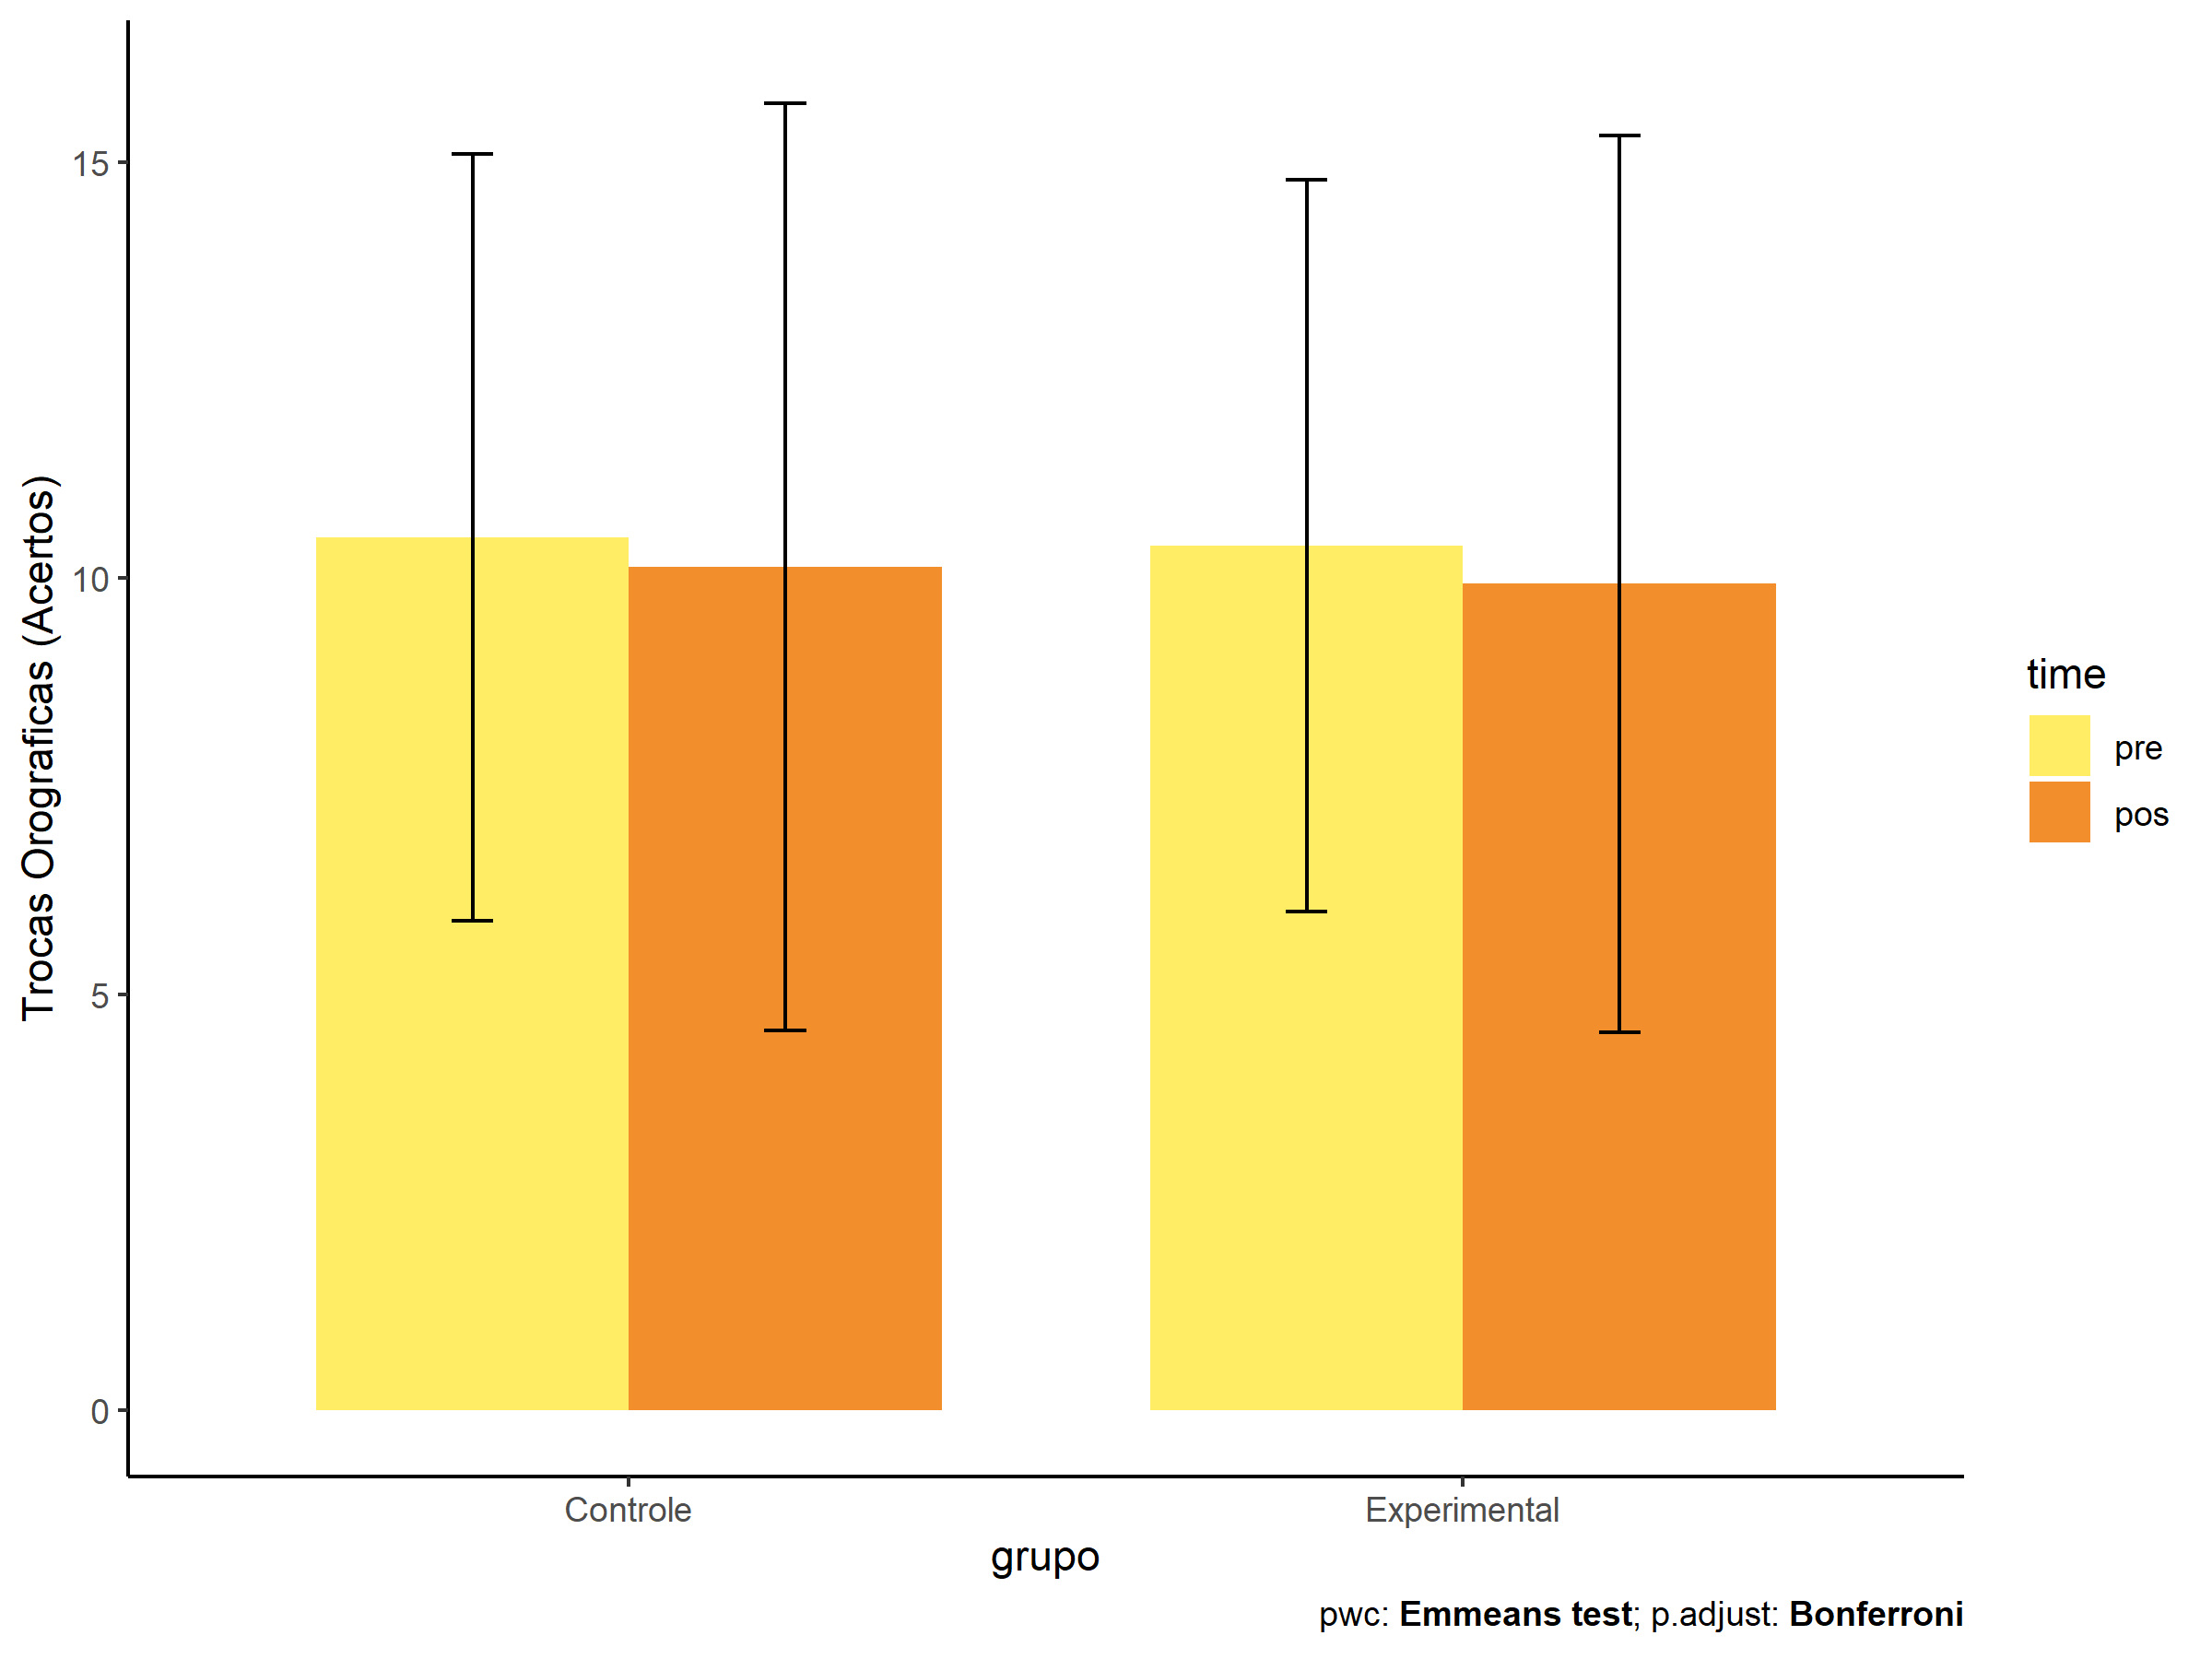 Trocas Orograficas (Acertos)
15
10
5
0
Controle
Experimental
grupo
time
pre
pos
pwc: Emmeans test; p.adjust: Bonferroni